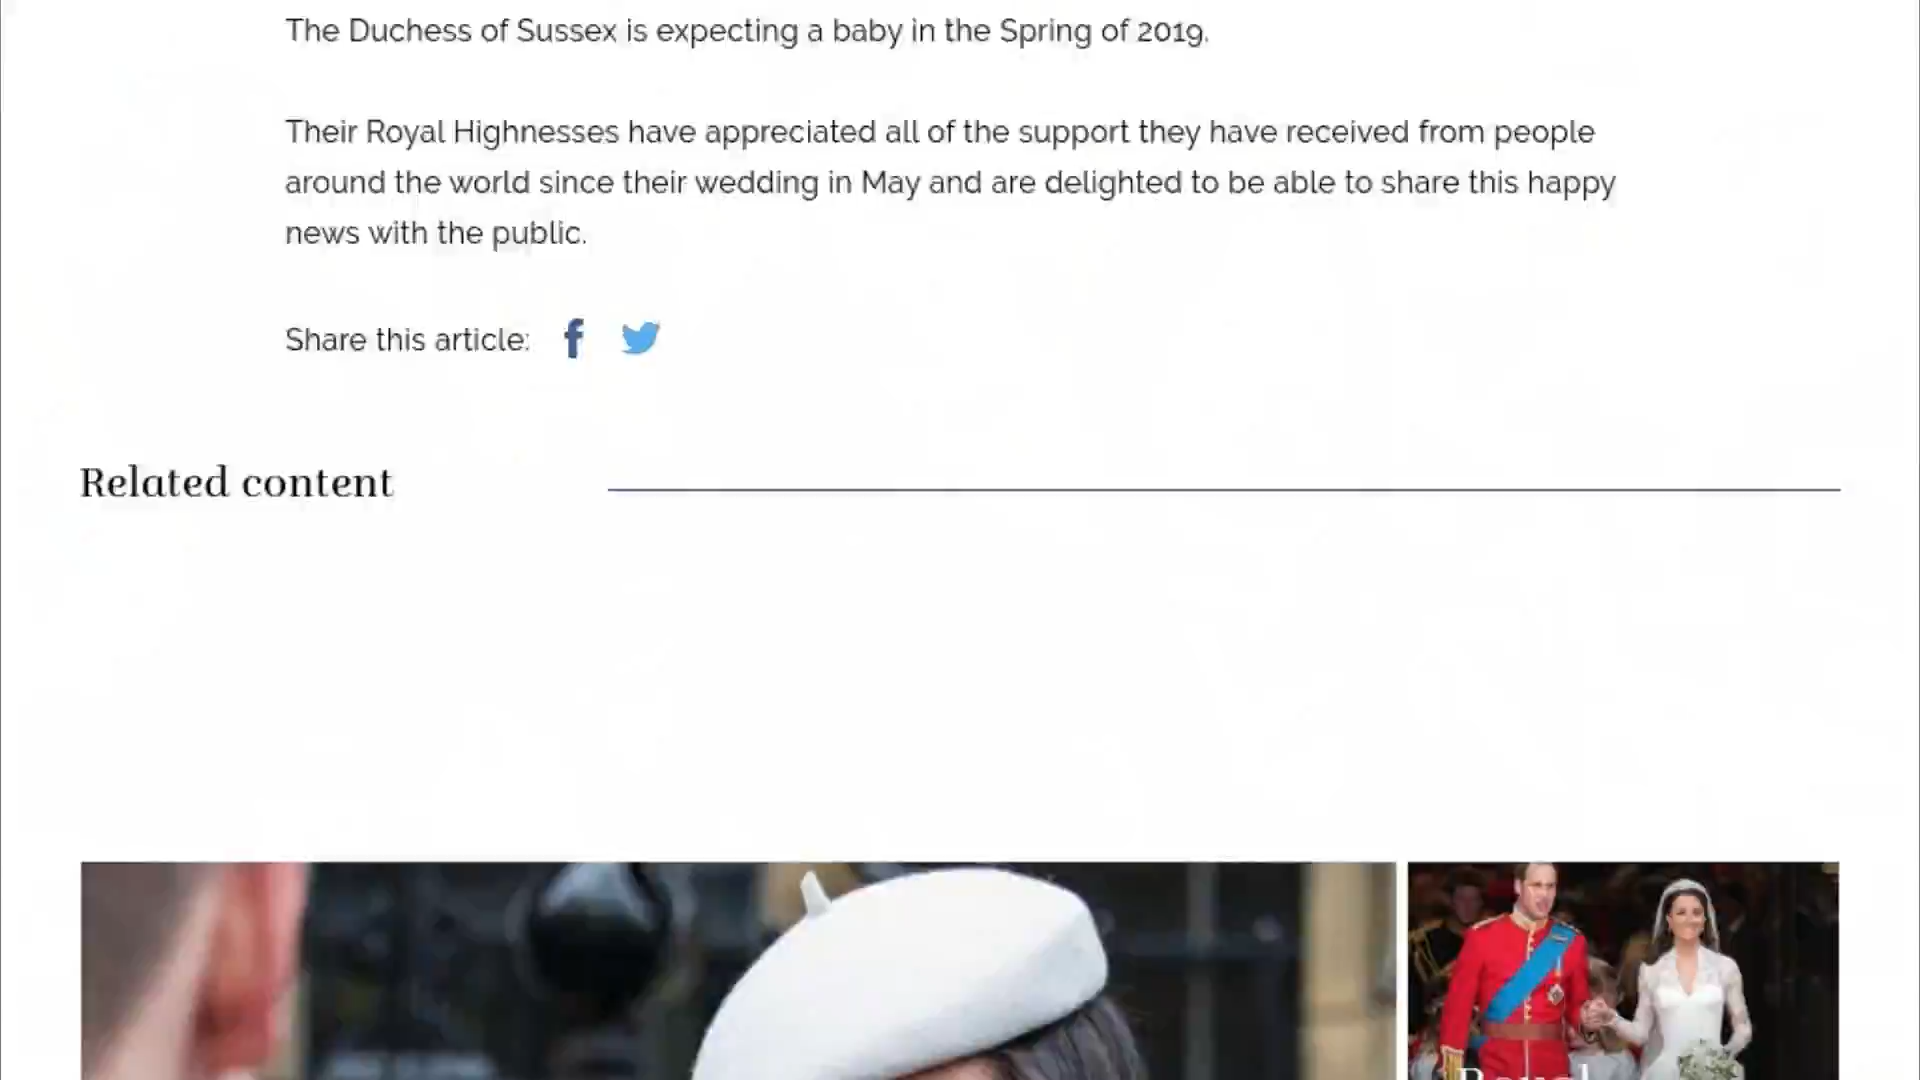 The Duchess of Sussex is expecting a baby in the Spring of 2019.
Their Royal Highnesses have appreciated all of the support they have received from people
around the world since their wedding in May and are delighted to be able to share this happy
news with the public.
Share this article:
Related content
Royal